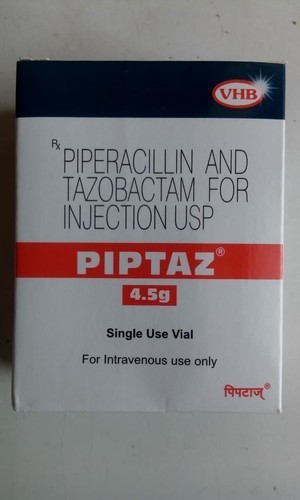 VHB
Rx PIPERACILLIN AND
TAZOBACTAM FOR
INJECTION USP
PIPTAZ®
4.5g
Single Use Vial
For Intravenous use only
पिपटाज़्®